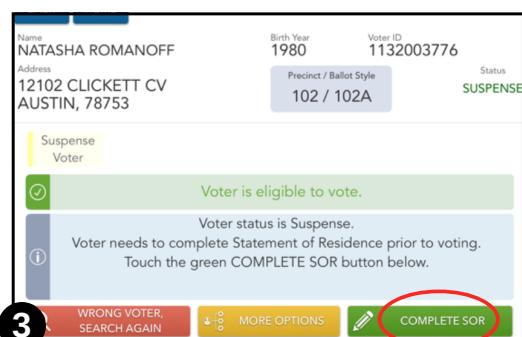 Name
NATASHA ROMANOFF
Birth Year
1980
Voter ID
1132003776
Address
12102 CLICKETT CV
AUSTIN, 78753
Precinct / Ballot Style
102 / 102A
Status
SUSPENSE
Suspense
Voter
Voter is eligible to vote.
Voter status is Suspense.
Voter needs to complete Statement of Residence prior to voting.
Touch the green COMPLETE SOR button below.
3
WRONG VOTER,
SEARCH AGAIN
MORE OPTIONS
COMPLETE SOR